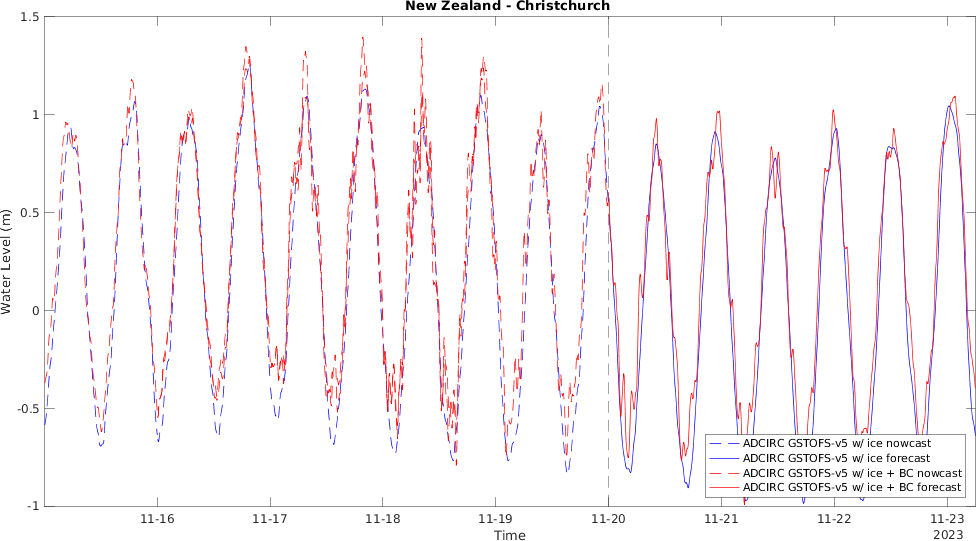 New Zealand - Christchurch
1.5
1
0.5
0
-0.5
-1
Water Level (m)
11-16 11-17 11-18 11-19 11-20 11-21 11-22 11-23
2023
Time
ADCIRC GSTOFS-v5 w/ ice nowcast
ADCIRC GSTOFS-v5 w/ ice forecast
ADCIRC GSTOFS-v5 w/ ice + BC nowcast
ADCIRC GSTOFS-v5 w/ ice + BC forecast